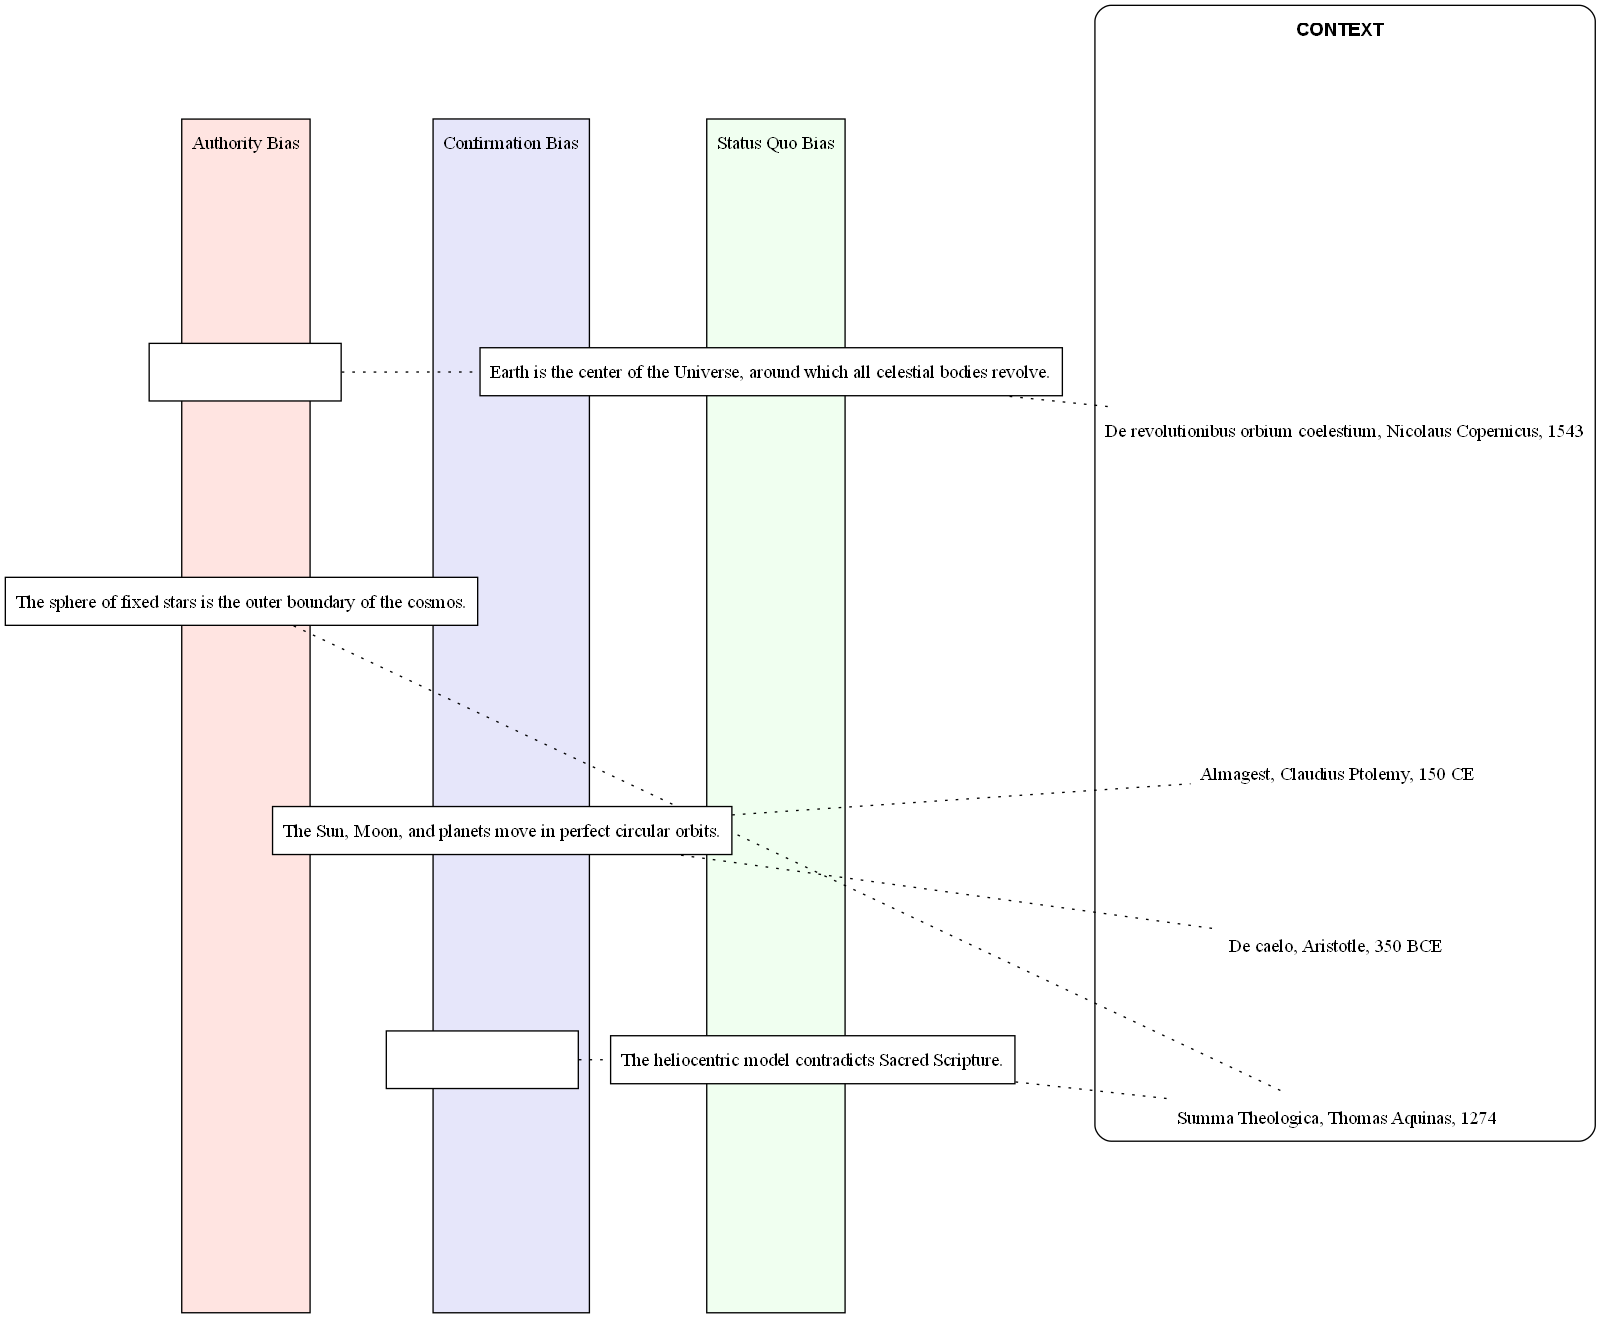 CONTEXT
Authority Bias
Confirmation Bias
Status Quo Bias
Earth is the center of the Universe, around which all celestial bodies revolve.
De revolutionibus orbium coelestium, Nicolaus Copernicus, 1543
The sphere of fixed stars is the outer boundary of the cosmos.
Almagest, Claudius Ptolemy, 150 CE
The Sun, Moon, and planets move in perfect circular orbits.
De caelo, Aristotle, 350 BCE
The heliocentric model contradicts Sacred Scripture.
Summa Theologica, Thomas Aquinas, 1274